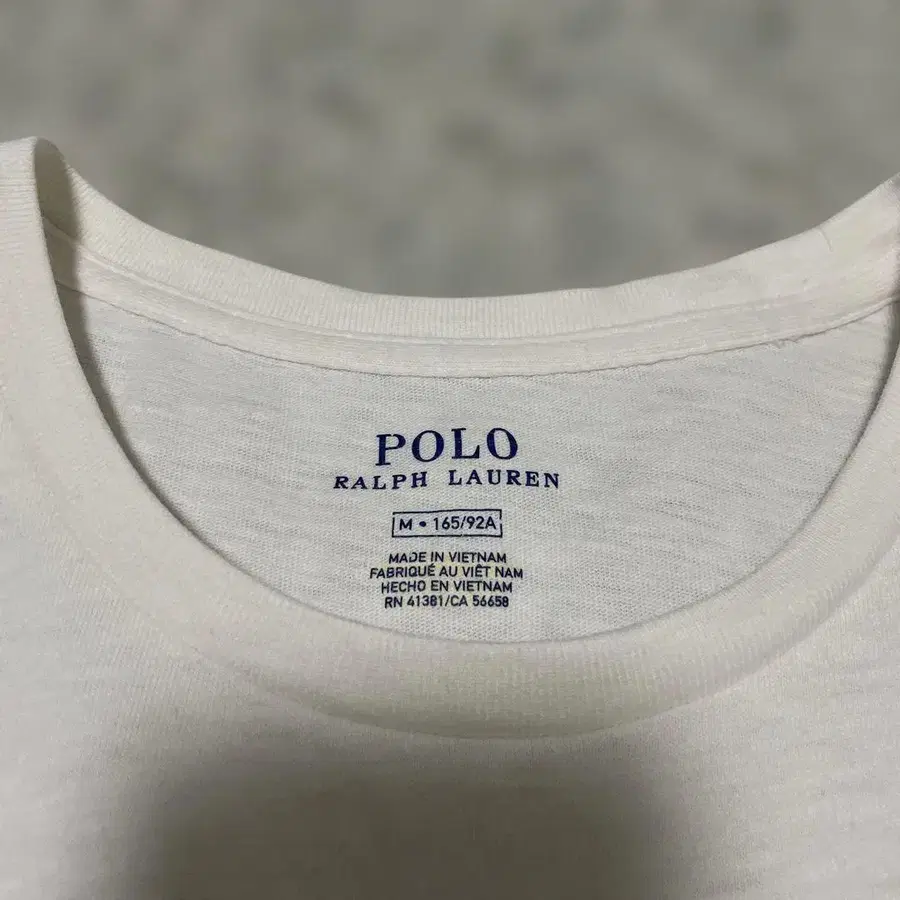 POLO
RALPH LAUREN
M • 165/92A
MADE IN VIETNAM
FABRIQUÉ AU VIÊT NAM
HECHO EN VIETNAM
RN 41381/CA 56658